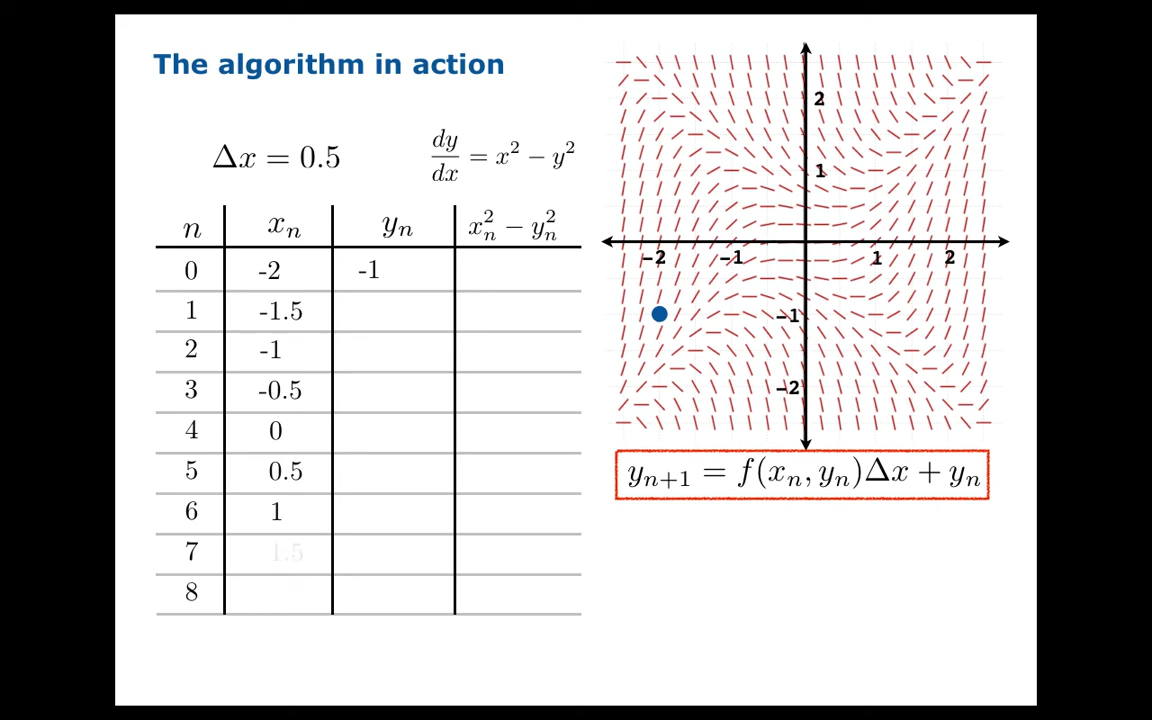 The algorithm in action
Δx = 0.5
dy/dx = x² − y²
n xₙ yₙ xₙ² − yₙ²
0 -2 -1
1 -1.5
2 -1
3 -0.5
4 0
5 0.5
6 1
7 1.5
8
2
1
−2 −1 1 2
−1
−2
yₙ₊₁ = f(xₙ, yₙ)Δx + yₙ